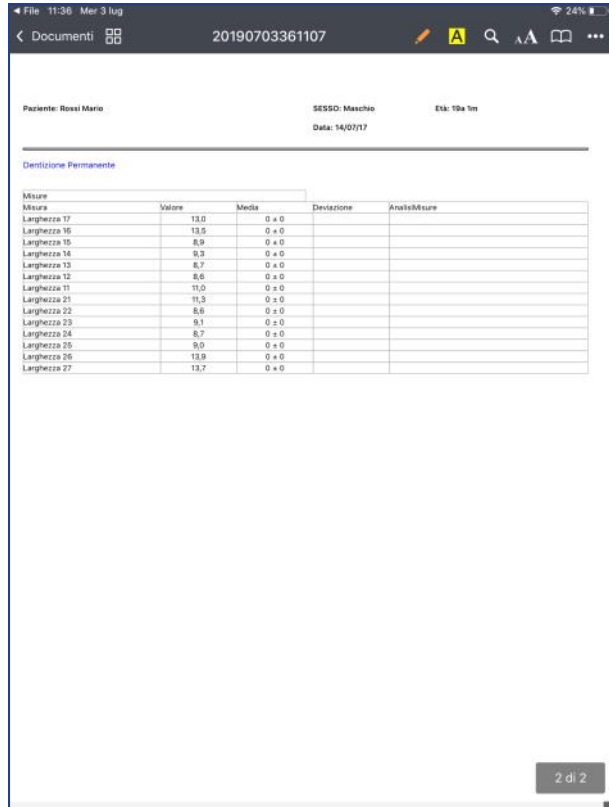 ◀ File 11:36 Mer 3 lug 24%
Documenti 20190703361107 A AA
Paziente: Rossi Mario SESSO: Maschio Età: 19a 1m
Data: 14/07/17
Dentizione Permanente
Misure
Misura Valore Media Deviazione AnalisiMisure
Larghezza 17 13,0 0 ± 0
Larghezza 16 13,5 0 ± 0
Larghezza 15 8,9 0 ± 0
Larghezza 14 9,3 0 ± 0
Larghezza 13 8,7 0 ± 0
Larghezza 12 8,6 0 ± 0
Larghezza 11 11,0 0 ± 0
Larghezza 21 11,3 0 ± 0
Larghezza 22 8,6 0 ± 0
Larghezza 23 9,1 0 ± 0
Larghezza 24 8,7 0 ± 0
Larghezza 25 9,0 0 ± 0
Larghezza 26 13,9 0 ± 0
Larghezza 27 13,7 0 ± 0
2 di 2